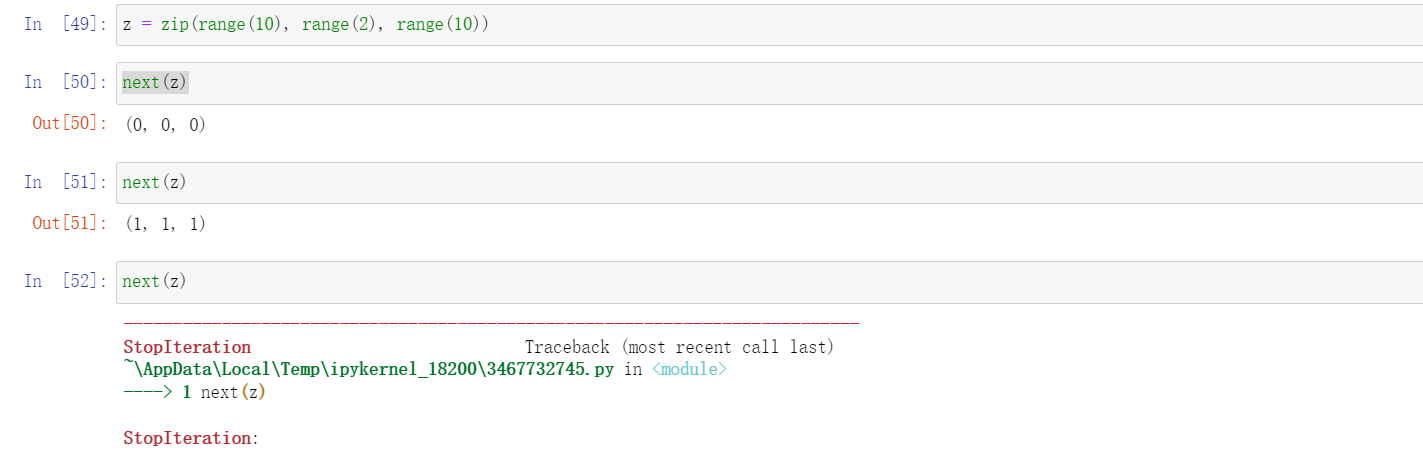 In [49]: z = zip(range(10), range(2), range(10))
In [50]: next(z)
Out[50]: (0, 0, 0)
In [51]: next(z)
Out[51]: (1, 1, 1)
In [52]: next(z)
---------------------------------------------------------------------------
StopIteration                             Traceback (most recent call last)
~\AppData\Local\Temp\ipykernel_18200\3467732745.py in <module>
----> 1 next(z)
StopIteration: